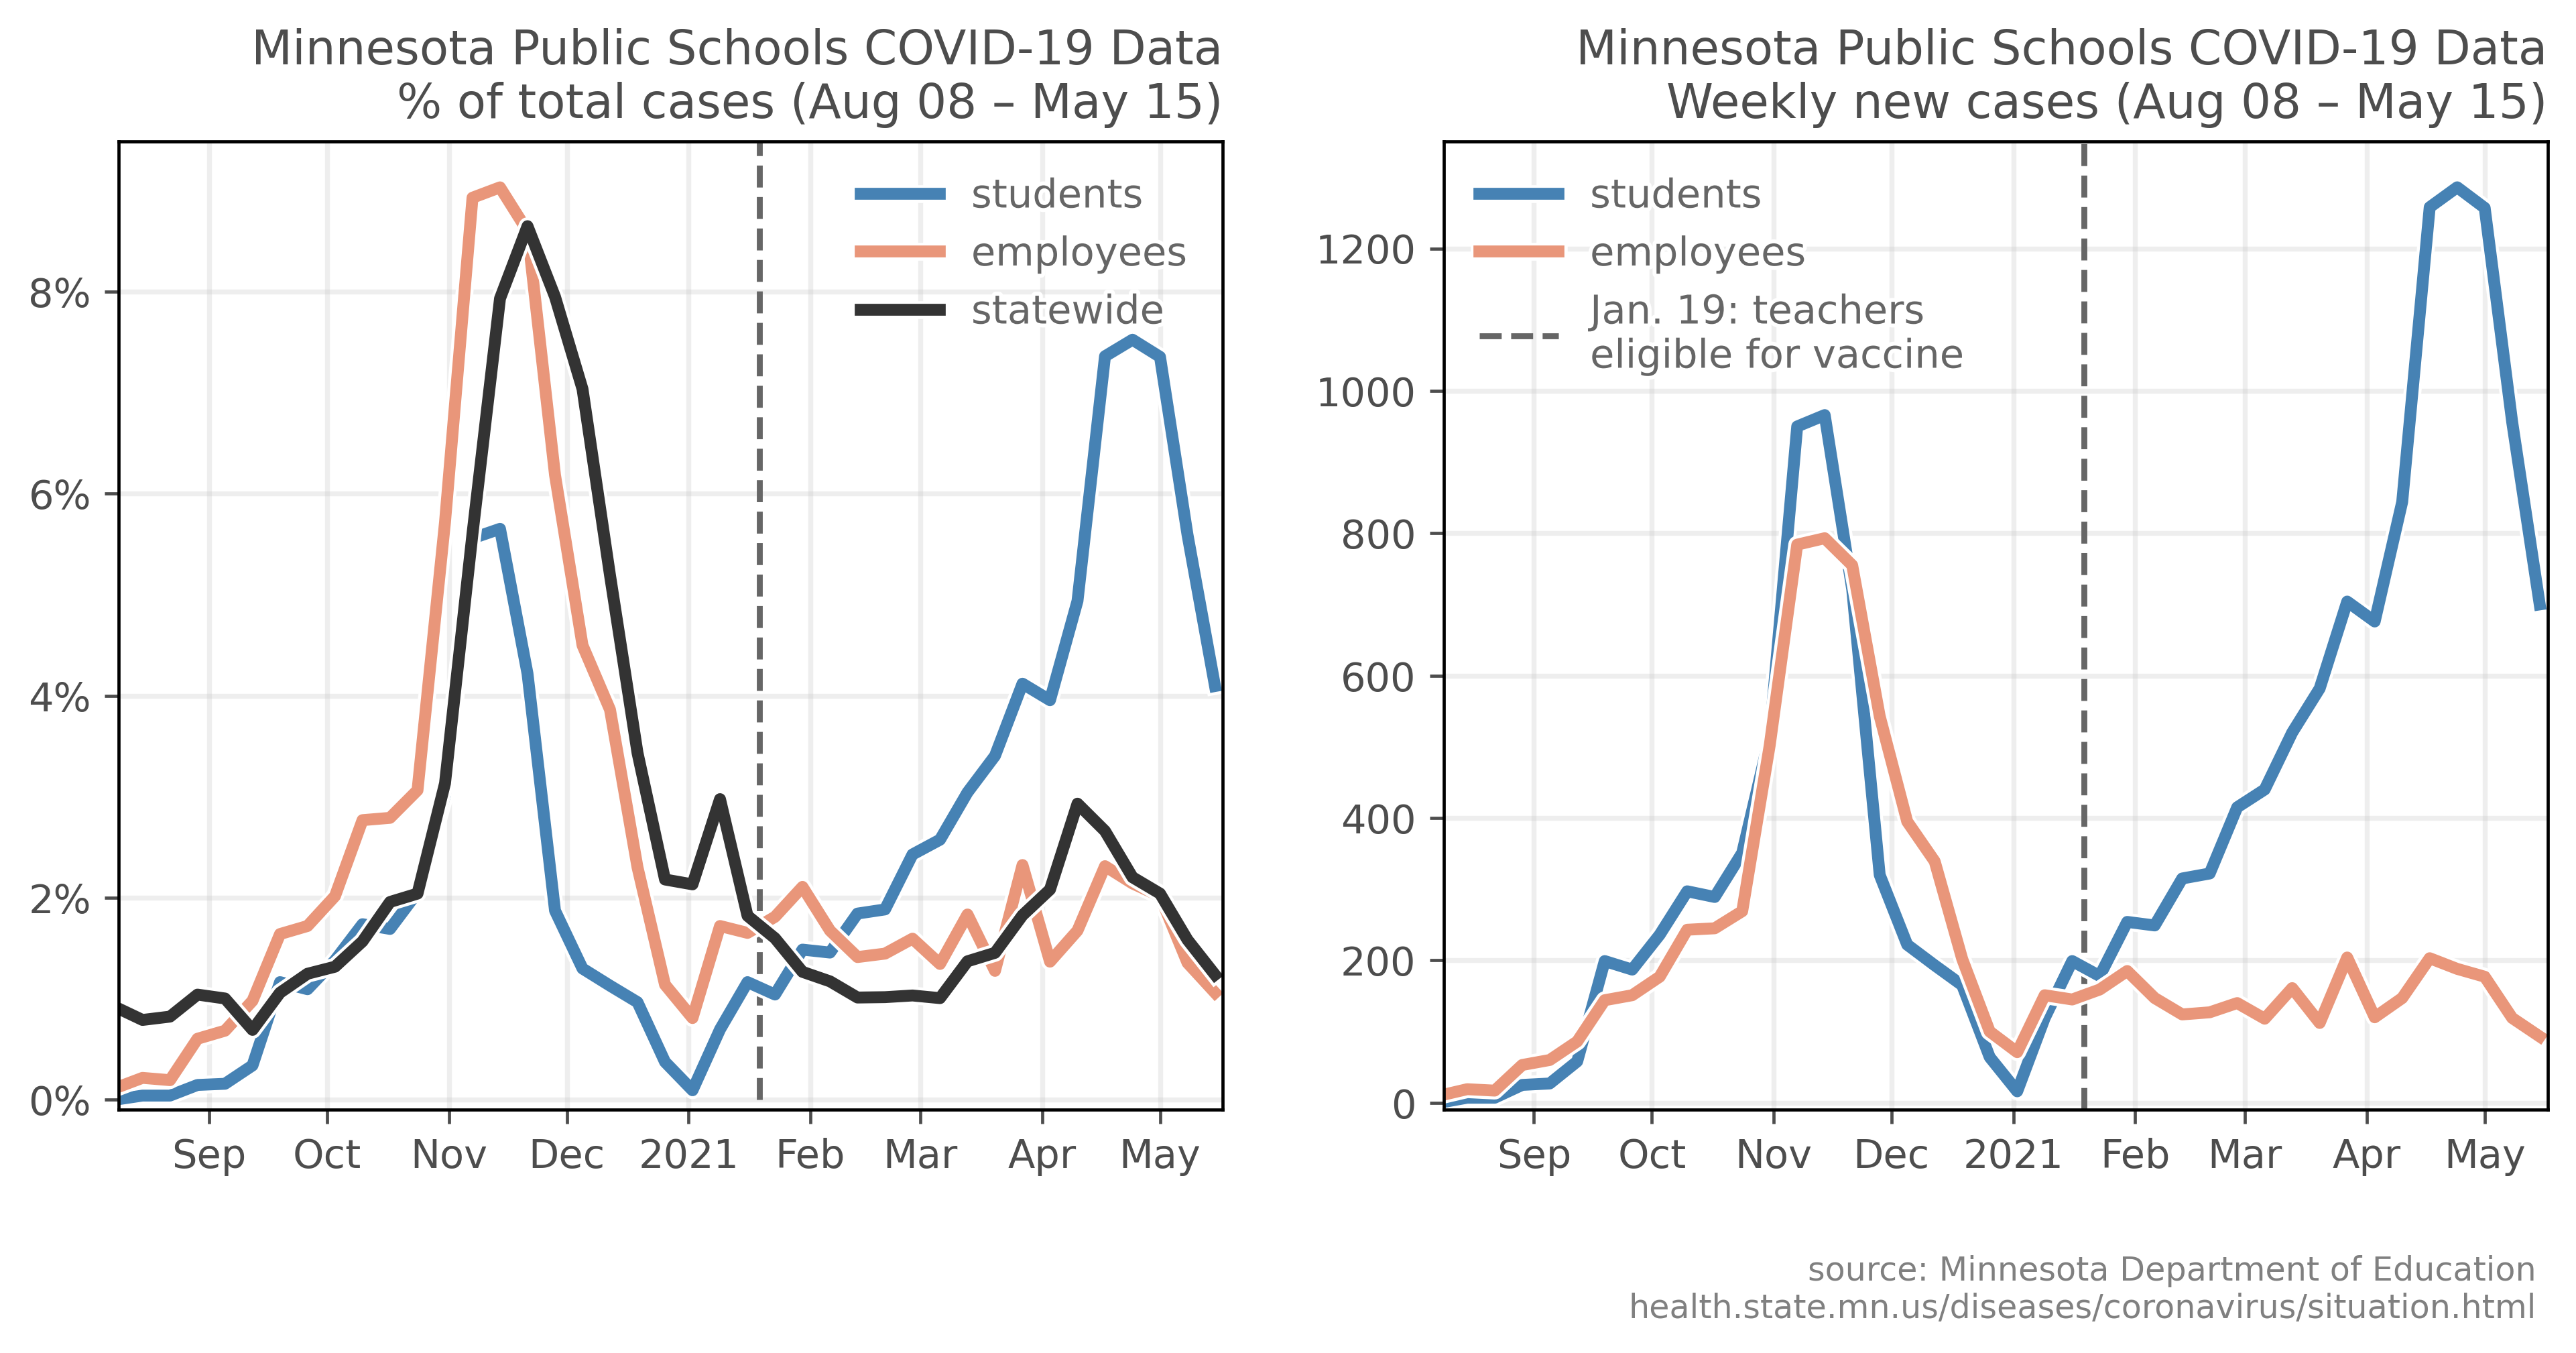 Minnesota Public Schools COVID-19 Data
% of total cases (Aug 08 – May 15)
students
employees
statewide
8%
6%
4%
2%
0%
Sep Oct Nov Dec 2021 Feb Mar Apr May
Minnesota Public Schools COVID-19 Data
Weekly new cases (Aug 08 – May 15)
students
employees
Jan. 19: teachers
eligible for vaccine
1200
1000
800
600
400
200
0
Sep Oct Nov Dec 2021 Feb Mar Apr May
source: Minnesota Department of Education
health.state.mn.us/diseases/coronavirus/situation.html